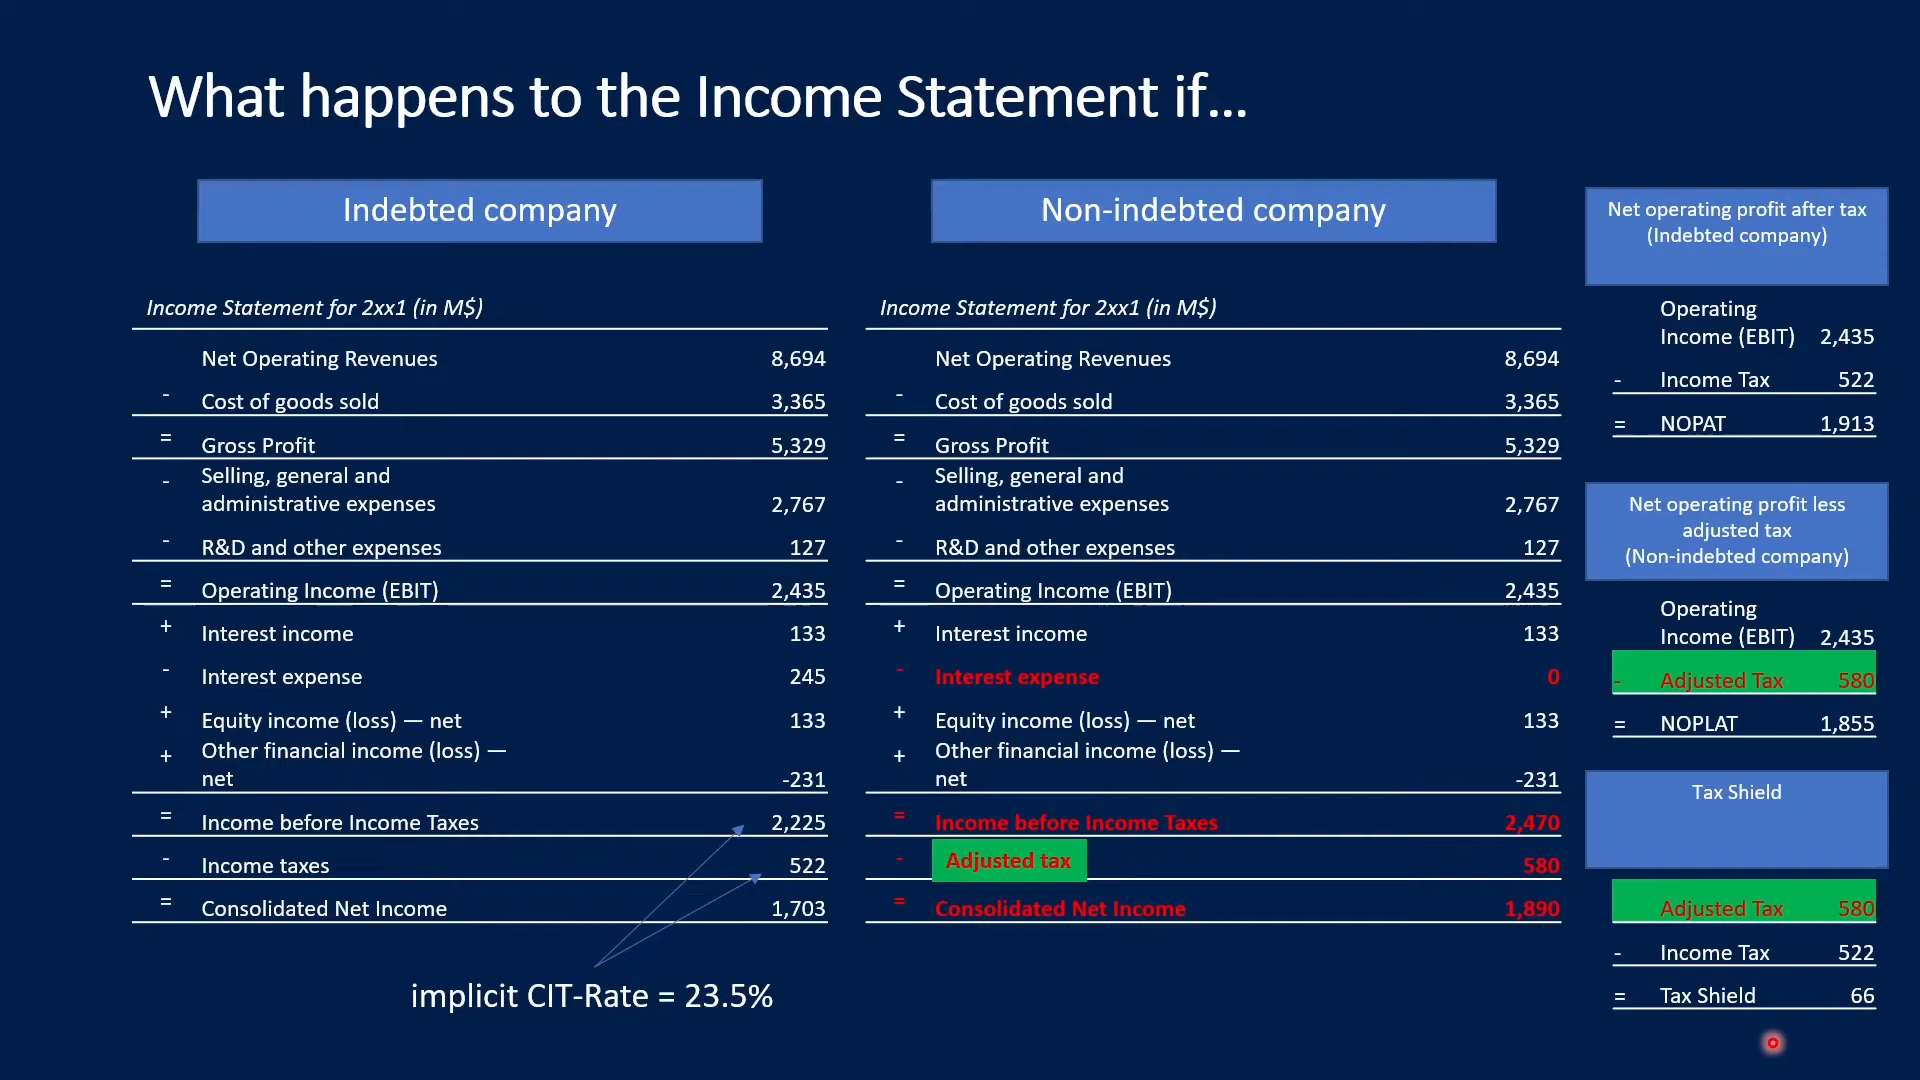 What happens to the Income Statement if...
Indebted company
Income Statement for 2xx1 (in M$)
Net Operating Revenues 8,694
- Cost of goods sold 3,365
= Gross Profit 5,329
- Selling, general and
administrative expenses 2,767
- R&D and other expenses 127
= Operating Income (EBIT) 2,435
+ Interest income 133
- Interest expense 245
+ Equity income (loss) — net 133
+ Other financial income (loss) —
net -231
= Income before Income Taxes 2,225
- Income taxes 522
= Consolidated Net Income 1,703
implicit CIT-Rate = 23.5%
Non-indebted company
Income Statement for 2xx1 (in M$)
Net Operating Revenues 8,694
- Cost of goods sold 3,365
= Gross Profit 5,329
- Selling, general and
administrative expenses 2,767
- R&D and other expenses 127
= Operating Income (EBIT) 2,435
+ Interest income 133
- Interest expense 0
+ Equity income (loss) — net 133
+ Other financial income (loss) —
net -231
= Income before Income Taxes 2,470
- Adjusted tax 580
= Consolidated Net Income 1,890
Net operating profit after tax
(Indebted company)
Operating
Income (EBIT) 2,435
- Income Tax 522
= NOPAT 1,913
Net operating profit less
adjusted tax
(Non-indebted company)
Operating
Income (EBIT) 2,435
- Adjusted Tax 580
= NOPLAT 1,855
Tax Shield
Adjusted Tax 580
- Income Tax 522
= Tax Shield 66